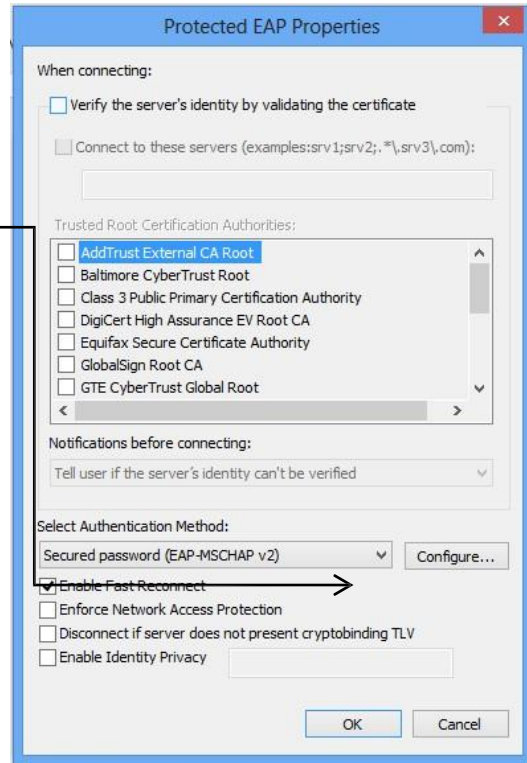 Protected EAP Properties
When connecting:
Verify the server's identity by validating the certificate
Connect to these servers (examples:srv1;srv2;.*\.srv3\.com):
Trusted Root Certification Authorities:
AddTrust External CA Root
Baltimore CyberTrust Root
Class 3 Public Primary Certification Authority
DigiCert High Assurance EV Root CA
Equifax Secure Certificate Authority
GlobalSign Root CA
GTE CyberTrust Global Root
Notifications before connecting:
Tell user if the server's identity can't be verified
Select Authentication Method:
Secured password (EAP-MSCHAP v2) Configure...
Enable Fast Reconnect
Enforce Network Access Protection
Disconnect if server does not present cryptobinding TLV
Enable Identity Privacy
OK Cancel